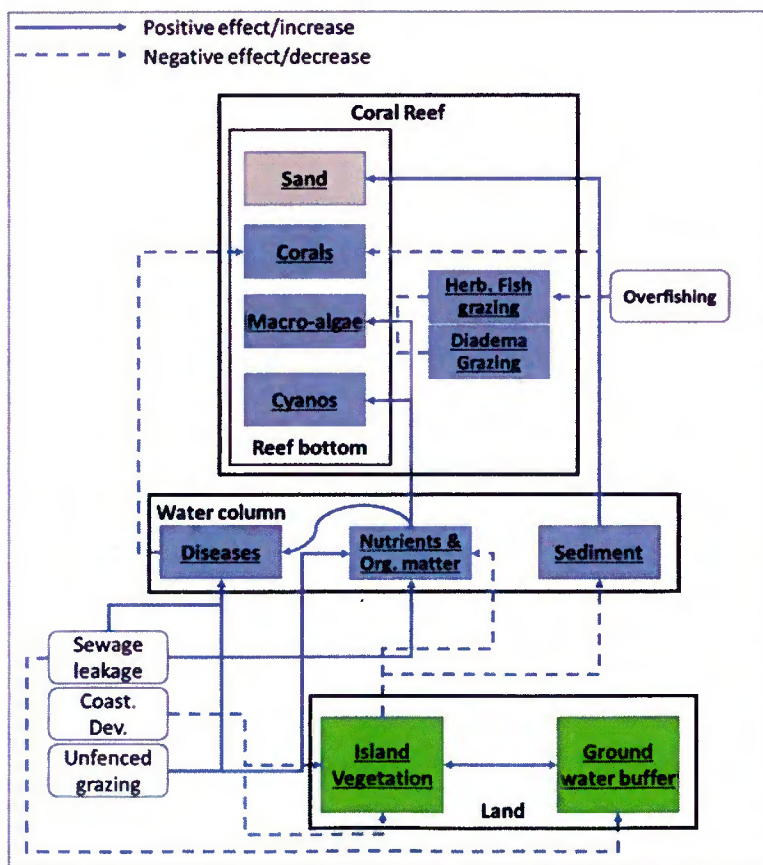 Positive effect/increase
Negative effect/decrease
Coral Reef
Sand
Corals
Macro-algae
Cyanos
Reef bottom
Herb. Fish
grazing
Diadema
Grazing
Overfishing
Water column
Diseases
Nutrients &
Org. matter
Sediment
Sewage
leakage
Coast.
Dev.
Unfenced
grazing
Island
Vegetation
Ground
water buffer
Land